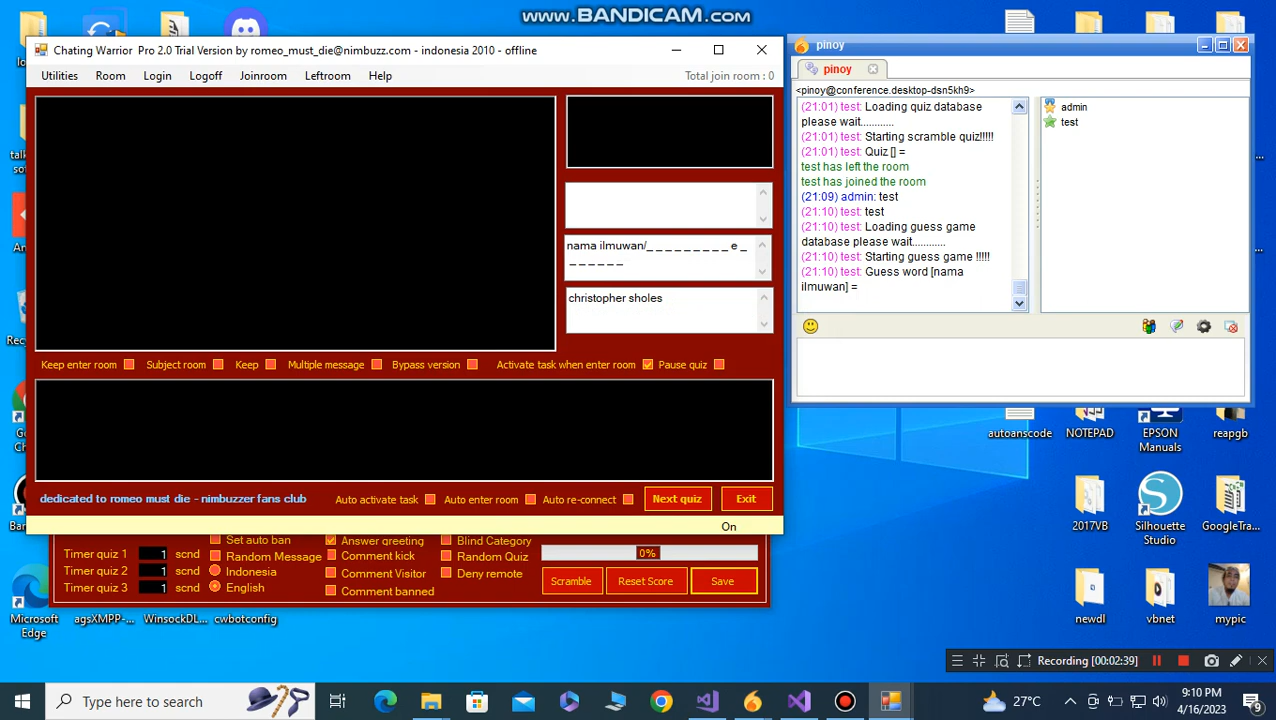 www.BANDICAM.com
Chating Warrior Pro 2.0 Trial Version by romeo_must_die@nimbuzz.com - indonesia 2010 - offline
Utilities Room Login Logoff Joinroom Leftroom Help Total join room : 0
nama ilmuwan/_ _ _ _ _ _ _ _ _ e _
_ _ _ _ _ _
christopher sholes
Keep enter room Subject room Keep Multiple message Bypass version Activate task when enter room Pause quiz
dedicated to romeo must die - nimbuzzer fans club Auto activate task Auto enter room Auto re-connect Next quiz Exit
On
Set auto ban Answer greeting Blind Category
Timer quiz 1 1 scnd Random Message Comment kick Random Quiz 0%
Timer quiz 2 1 scnd Indonesia Comment Visitor Deny remote
Timer quiz 3 1 scnd English Comment banned Scramble Reset Score Save
pinoy
pinoy
<pinoy@conference.desktop-dsn5kh9>
(21:01) test: Loading quiz database
please wait............
(21:01) test: Starting scramble quiz!!!!!
(21:01) test: Quiz [] =
test has left the room
test has joined the room
(21:09) admin: test
(21:10) test: test
(21:10) test: Loading guess game
database please wait............
(21:10) test: Starting guess game !!!!!
(21:10) test: Guess word [nama
ilmuwan] =
admin
test
autoanscode NOTEPAD EPSON Manuals reapgb
2017VB Silhouette Studio GoogleTra...
newdl vbnet mypic
Microsoft Edge agsXMPP-... WinsockDL... cwbotconfig
Recording [00:02:39]
Type here to search
27°C
3:10 PM
4/16/2023
9